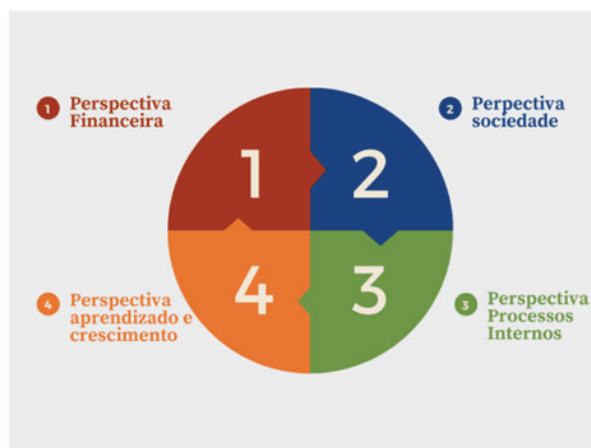 1 Perspectiva
Financeira
2 Perpectiva
sociedade
1
2
4
3
4 Perspectiva
aprendizado e
crescimento
3 Perspectiva
Processos
Internos